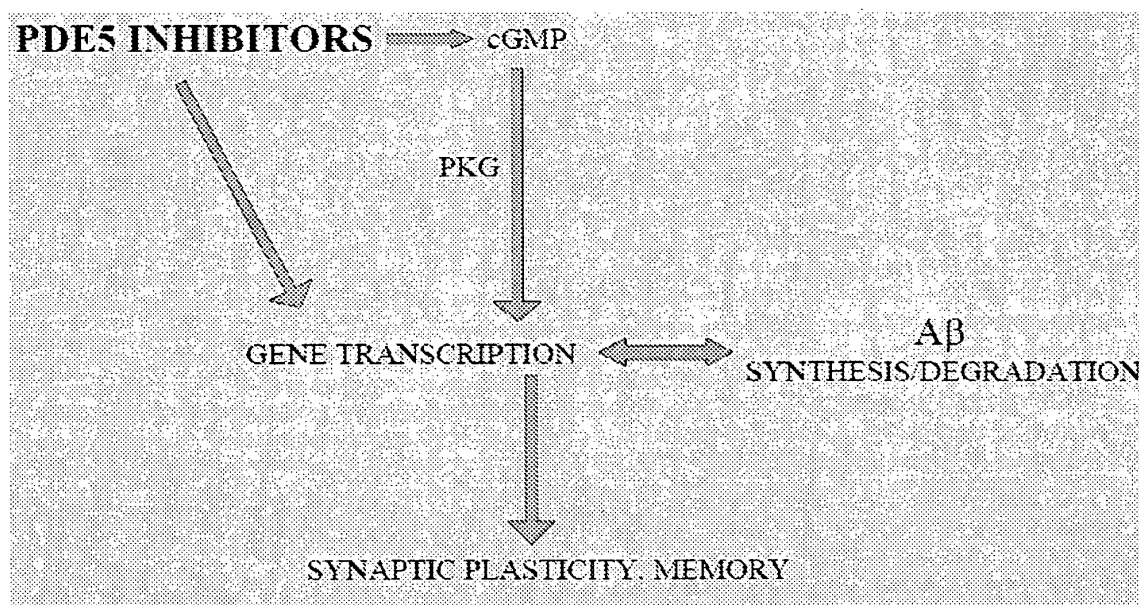 PDE5 INHIBITORS
cGMP
PKG
GENE TRANSCRIPTION
Aβ
SYNTHESIS/DEGRADATION
SYNAPTIC PLASTICITY. MEMORY